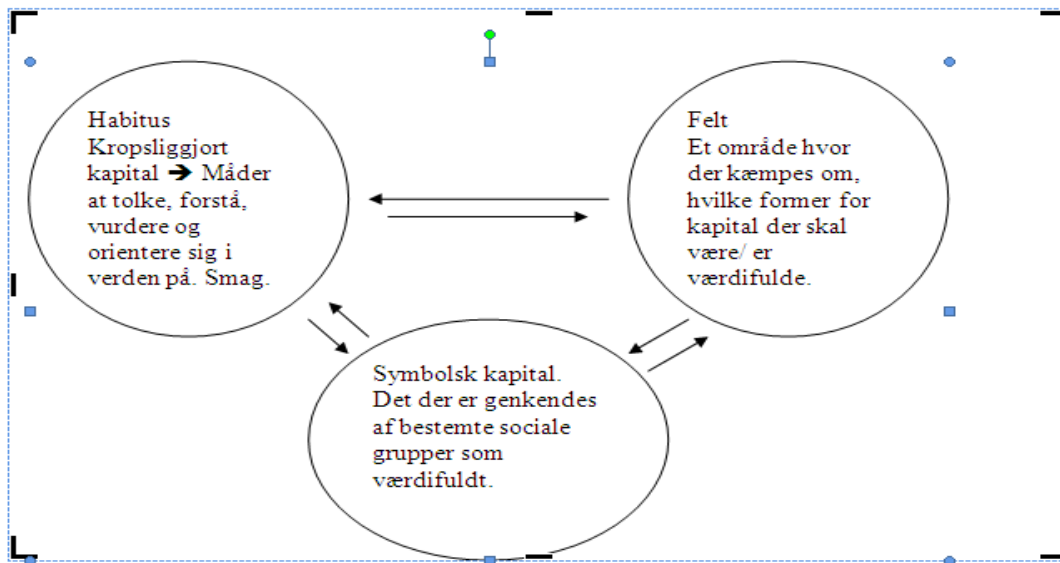 Habitus
Kropsliggjort
kapital ➔ Måder
at tolke, forstå,
vurdere og
orientere sig i
verden på. Smag.
Felt
Et område hvor
der kæmpes om,
hvilke former for
kapital der skal
være/ er
værdifulde.
Symbolsk kapital.
Det der er genkendes
af bestemte sociale
grupper som
værdifuldt.